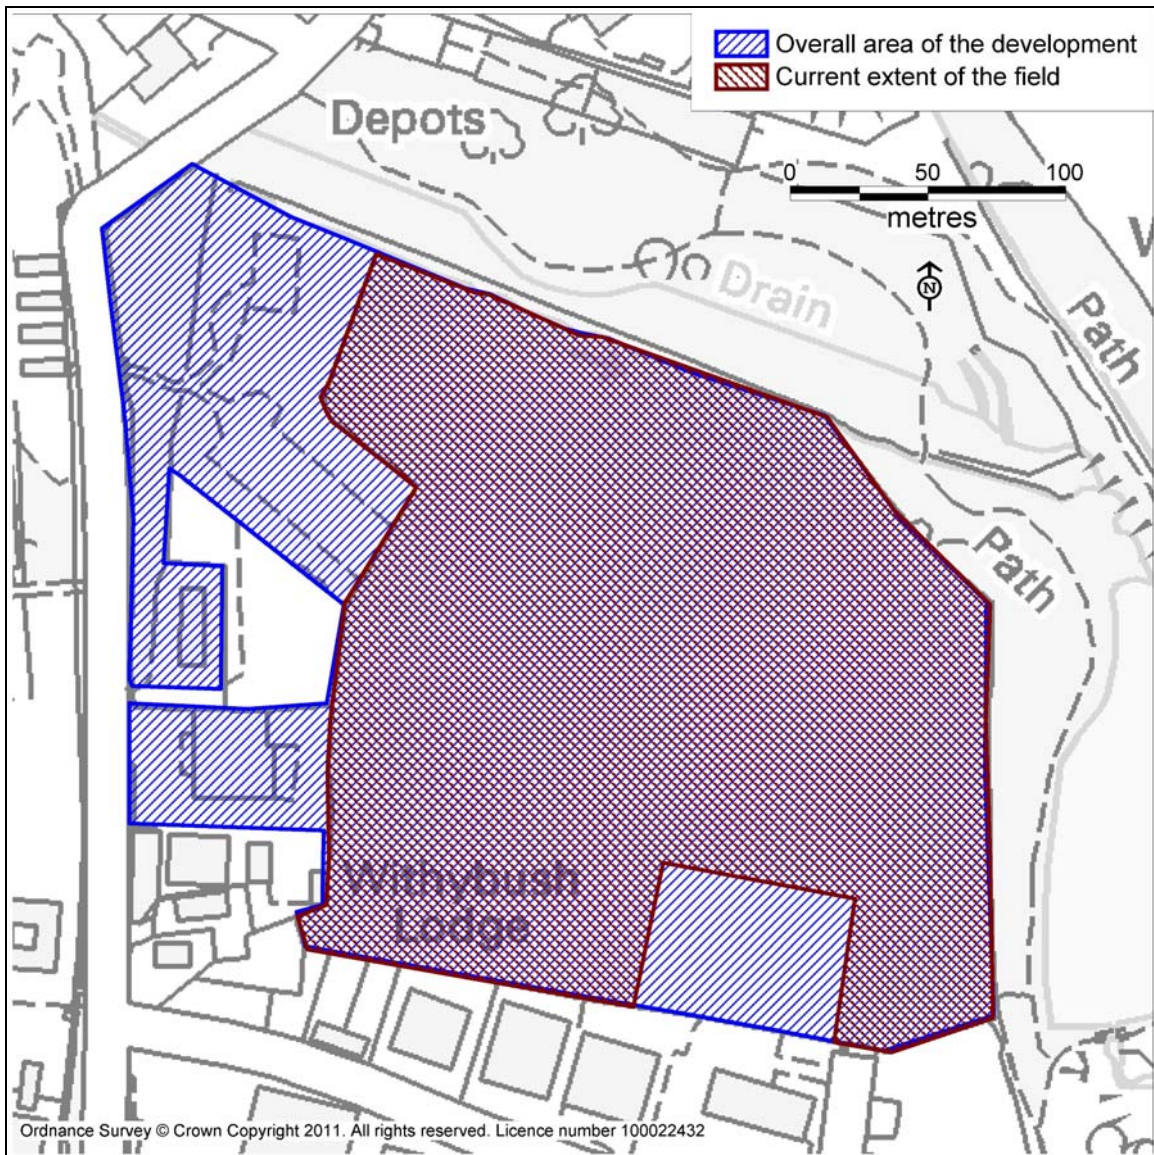 Overall area of the development
Current extent of the field
Depots
0 50 100
metres
N
Drain
Path
Path
Withybush
Lodge
Ordnance Survey © Crown Copyright 2011. All rights reserved. Licence number 100022432